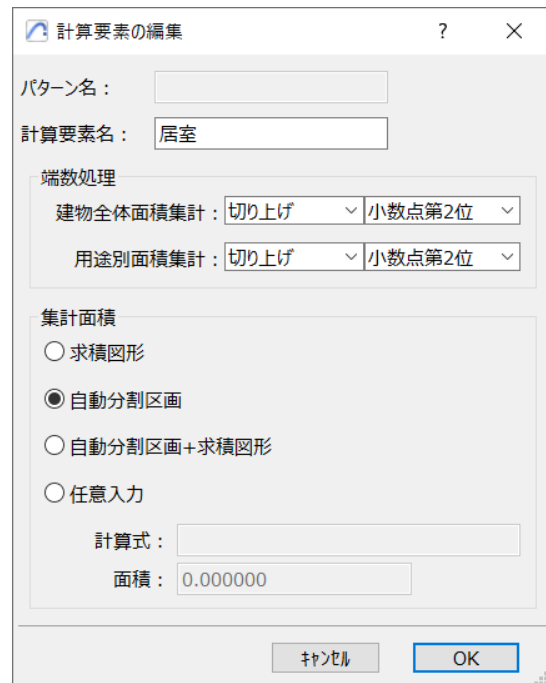 計算要素の編集 ?
パターン名：
計算要素名： 居室
端数処理
建物全体面積集計： 切り上げ 小数点第2位
用途別面積集計： 切り上げ 小数点第2位
集計面積
求積図形
自動分割区画
自動分割区画+求積図形
任意入力
計算式：
面積： 0.000000
ｷｬﾝｾﾙ OK